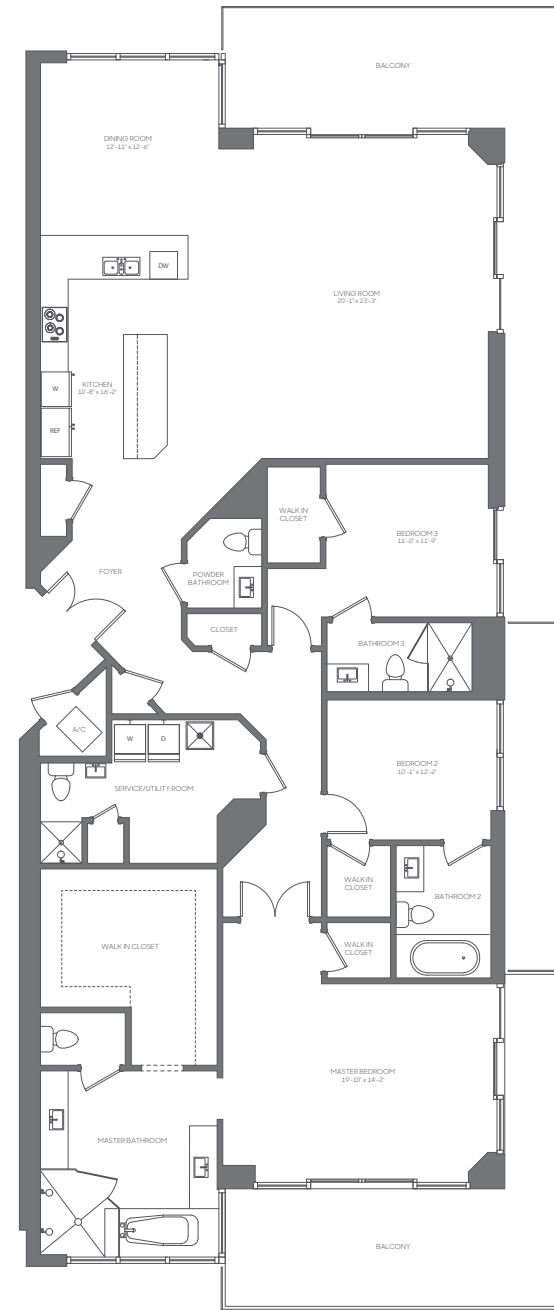 BALCONY
DINING ROOM
12'-11" x 12'-6"
DW
LIVING ROOM
20'-1" x 23'-3"
W
KITCHEN
10'-8" x 16'-2"
REF
WALK IN
CLOSET
BEDROOM 3
11'-0" x 11'-9"
FOYER
POWDER
BATHROOM
CLOSET
BATHROOM 3
A/C
W
D
BEDROOM 2
10'-1" x 12'-2"
SERVICE/UTILITY ROOM
WALK IN
CLOSET
BATHROOM 2
WALK IN CLOSET
WALK IN
CLOSET
MASTER BEDROOM
19'-10" x 14'-2"
MASTER BATHROOM
BALCONY